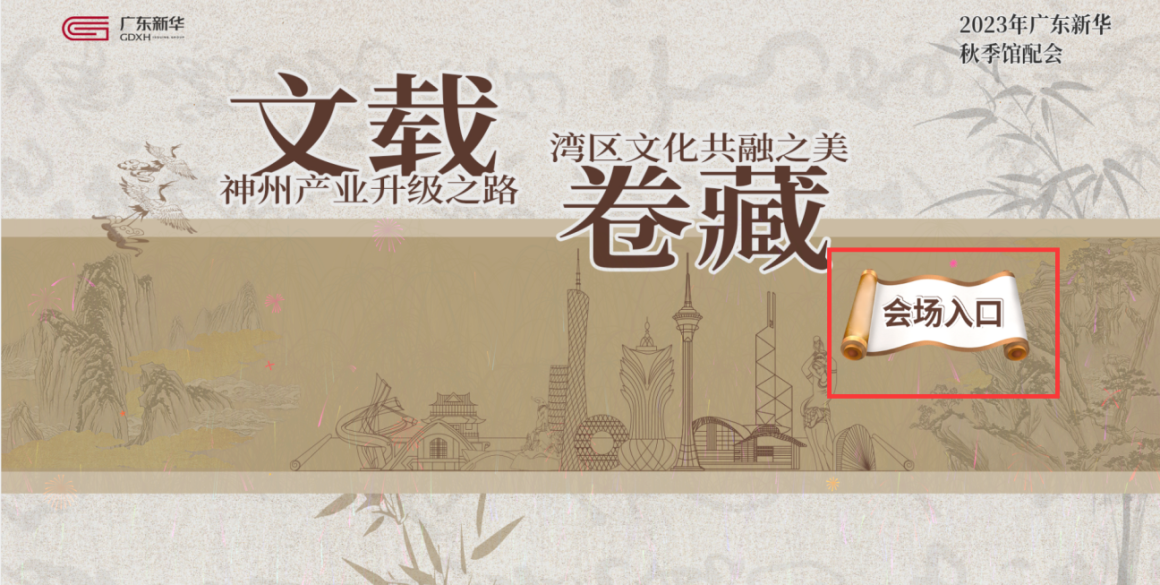 广东新华
GDXH
2023年广东新华
秋季馆配会
文载
神州产业升级之路
湾区文化共融之美
卷藏
会场入口